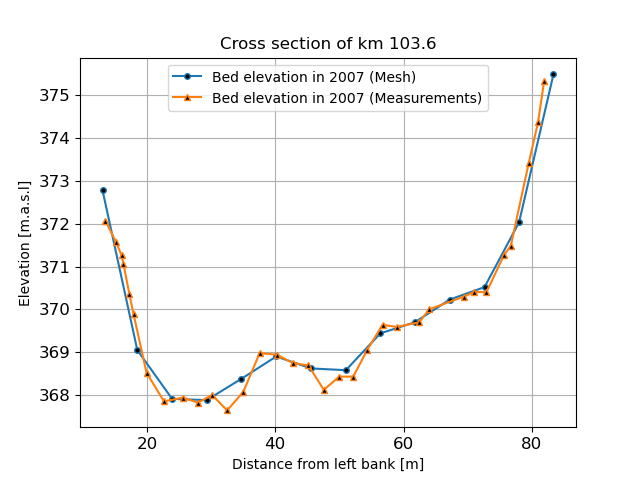 Cross section of km 103.6
Bed elevation in 2007 (Mesh)
Bed elevation in 2007 (Measurements)
375
374
373
372
371
370
369
368
Elevation [m.a.s.l]
20
40
60
80
Distance from left bank [m]